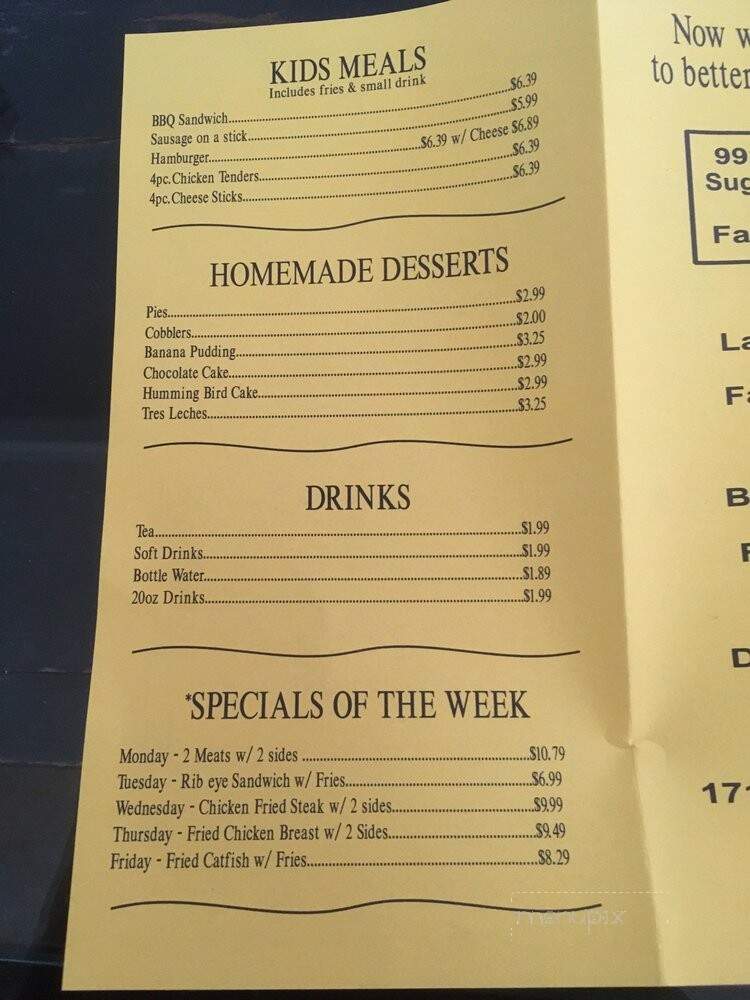 KIDS MEALS
Includes fries & small drink
BBQ Sandwich...$6.39
Sausage on a stick...$5.99
Hamburger...$6.39 w/ Cheese $6.89
4pc. Chicken Tenders...$6.39
4pc. Cheese Sticks...$6.39
HOMEMADE DESSERTS
Pies...$2.99
Cobblers...$2.00
Banana Pudding...$3.25
Chocolate Cake...$2.99
Humming Bird Cake...$2.99
Tres Leches...$3.25
DRINKS
Tea...$1.99
Soft Drinks...$1.99
Bottle Water...$1.89
20oz Drinks...$1.99
*SPECIALS OF THE WEEK
Monday - 2 Meats w/ 2 sides ...$10.79
Tuesday - Rib eye Sandwich w/ Fries...$6.99
Wednesday - Chicken Fried Steak w/ 2 sides...$9.99
Thursday - Fried Chicken Breast w/ 2 Sides...$9.49
Friday - Fried Catfish w/ Fries...$8.29
menupix
Now
to better